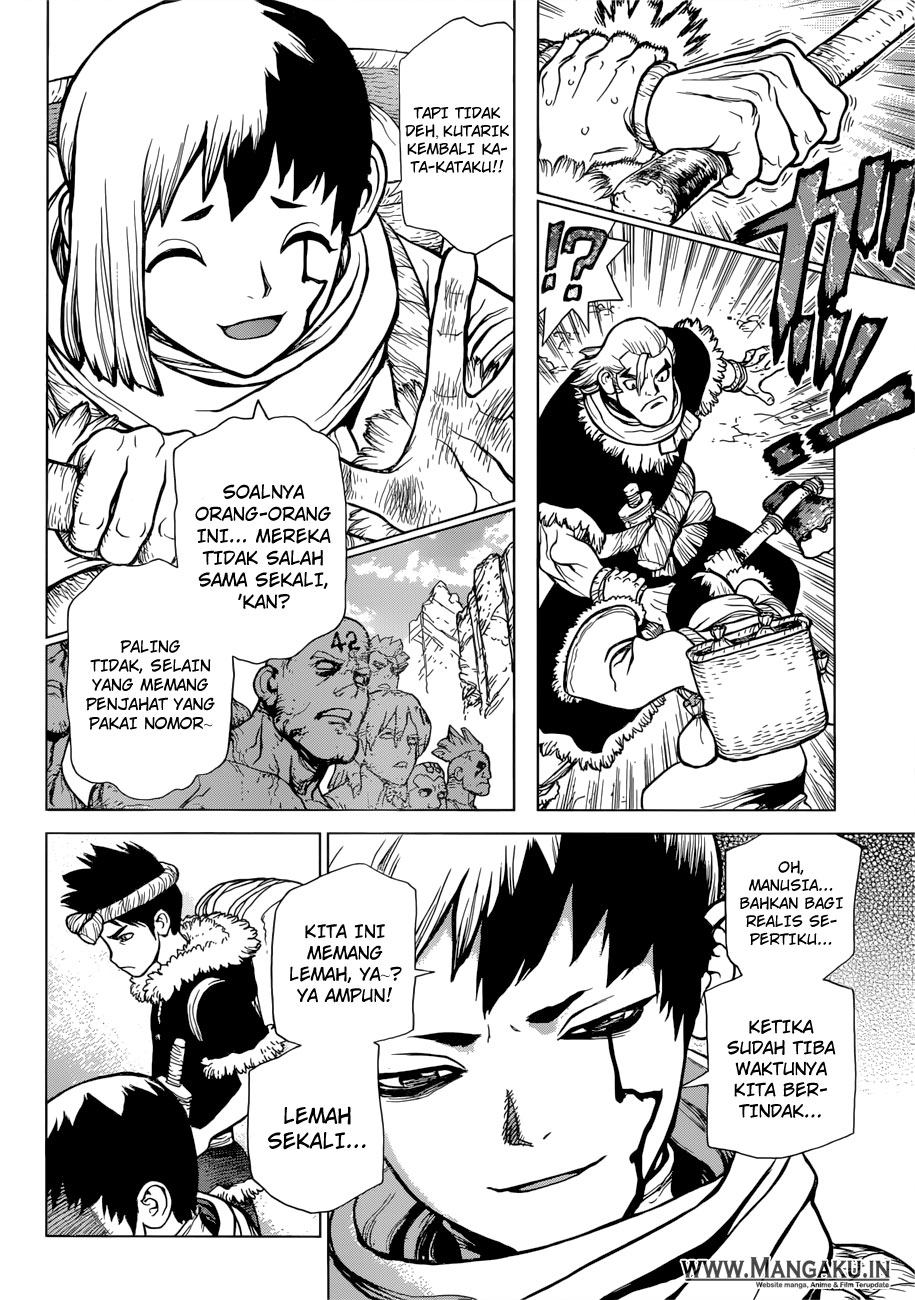 !?
ガガッ!
TAPI TIDAK
DEH, KUTARIK
KEMBALI KA-
TA-KATAKU!!
SOALNYA
ORANG-ORANG
INI... MEREKA
TIDAK SALAH
SAMA SEKALI,
'KAN?
PALING
TIDAK, SELAIN
YANG MEMANG
PENJAHAT YANG
PAKAI NOMOR~
42
OH,
MANUSIA...
BAHKAN BAGI
REALIS SE-
PERTIKU...
KETIKA
SUDAH TIBA
WAKTUNYA
KITA BER-
TINDAK...
KITA INI
MEMANG
LEMAH, YA~?
YA AMPUN!
LEMAH
SEKALI...
WWW.MANGAKU.IN
Website manga, Anime & Film Terupdate